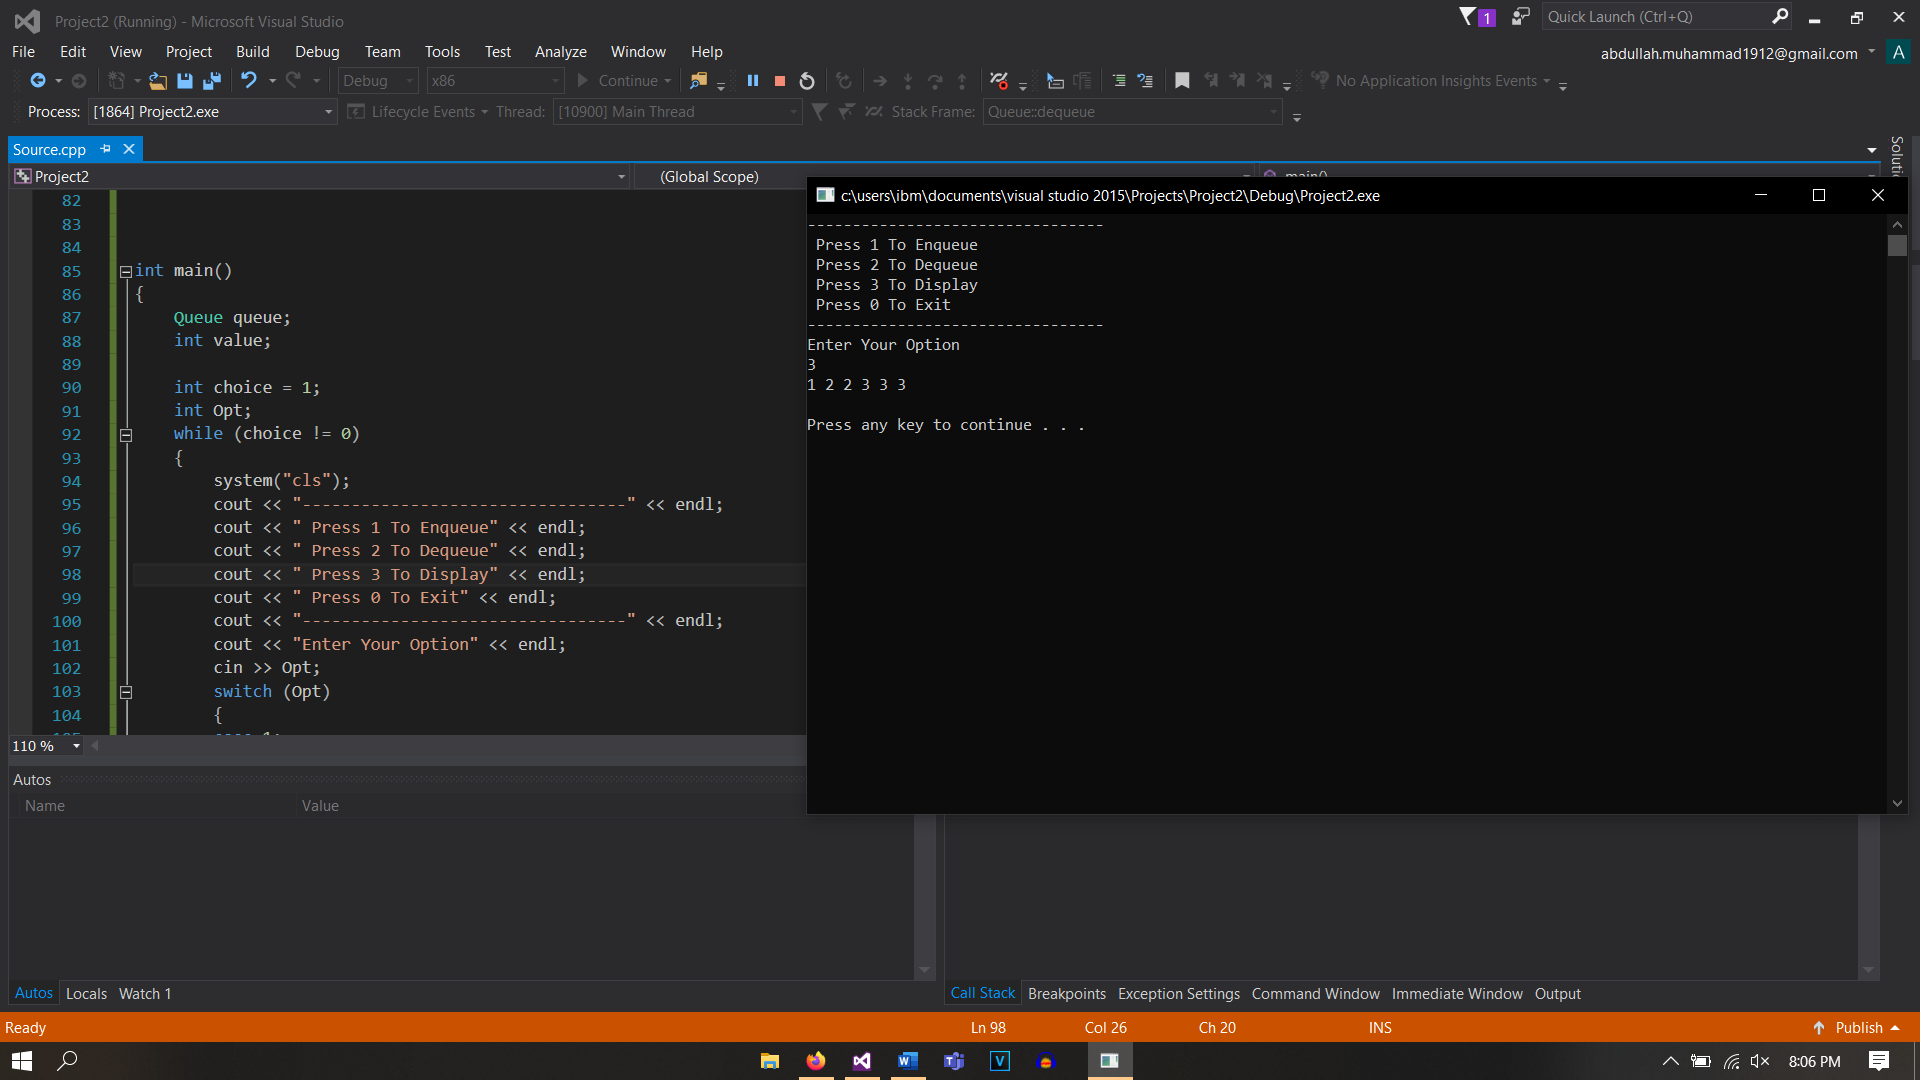 Project2 (Running) - Microsoft Visual Studio
1
Quick Launch (Ctrl+Q)
File Edit View Project Build Debug Team Tools Test Analyze Window Help
abdullah.muhammad1912@gmail.com A
Debug x86 Continue No Application Insights Events
Process: [1864] Project2.exe Lifecycle Events Thread: [10900] Main Thread Stack Frame: Queue::dequeue
Source.cpp
Project2 (Global Scope) main()
82
83
84
85 int main()
86 {
87 Queue queue;
88 int value;
89
90 int choice = 1;
91 int Opt;
92 while (choice != 0)
93 {
94 system("cls");
95 cout << "---------------------------------" << endl;
96 cout << " Press 1 To Enqueue" << endl;
97 cout << " Press 2 To Dequeue" << endl;
98 cout << " Press 3 To Display" << endl;
99 cout << " Press 0 To Exit" << endl;
100 cout << "---------------------------------" << endl;
101 cout << "Enter Your Option" << endl;
102 cin >> Opt;
103 switch (Opt)
104 {
110 %
c:\users\ibm\documents\visual studio 2015\Projects\Project2\Debug\Project2.exe
---------------------------------
Press 1 To Enqueue
Press 2 To Dequeue
Press 3 To Display
Press 0 To Exit
---------------------------------
Enter Your Option
3
1 2 2 3 3 3
Press any key to continue . . .
Autos
Name Value
Autos Locals Watch 1
Call Stack Breakpoints Exception Settings Command Window Immediate Window Output
Ready Ln 98 Col 26 Ch 20 INS Publish
8:06 PM